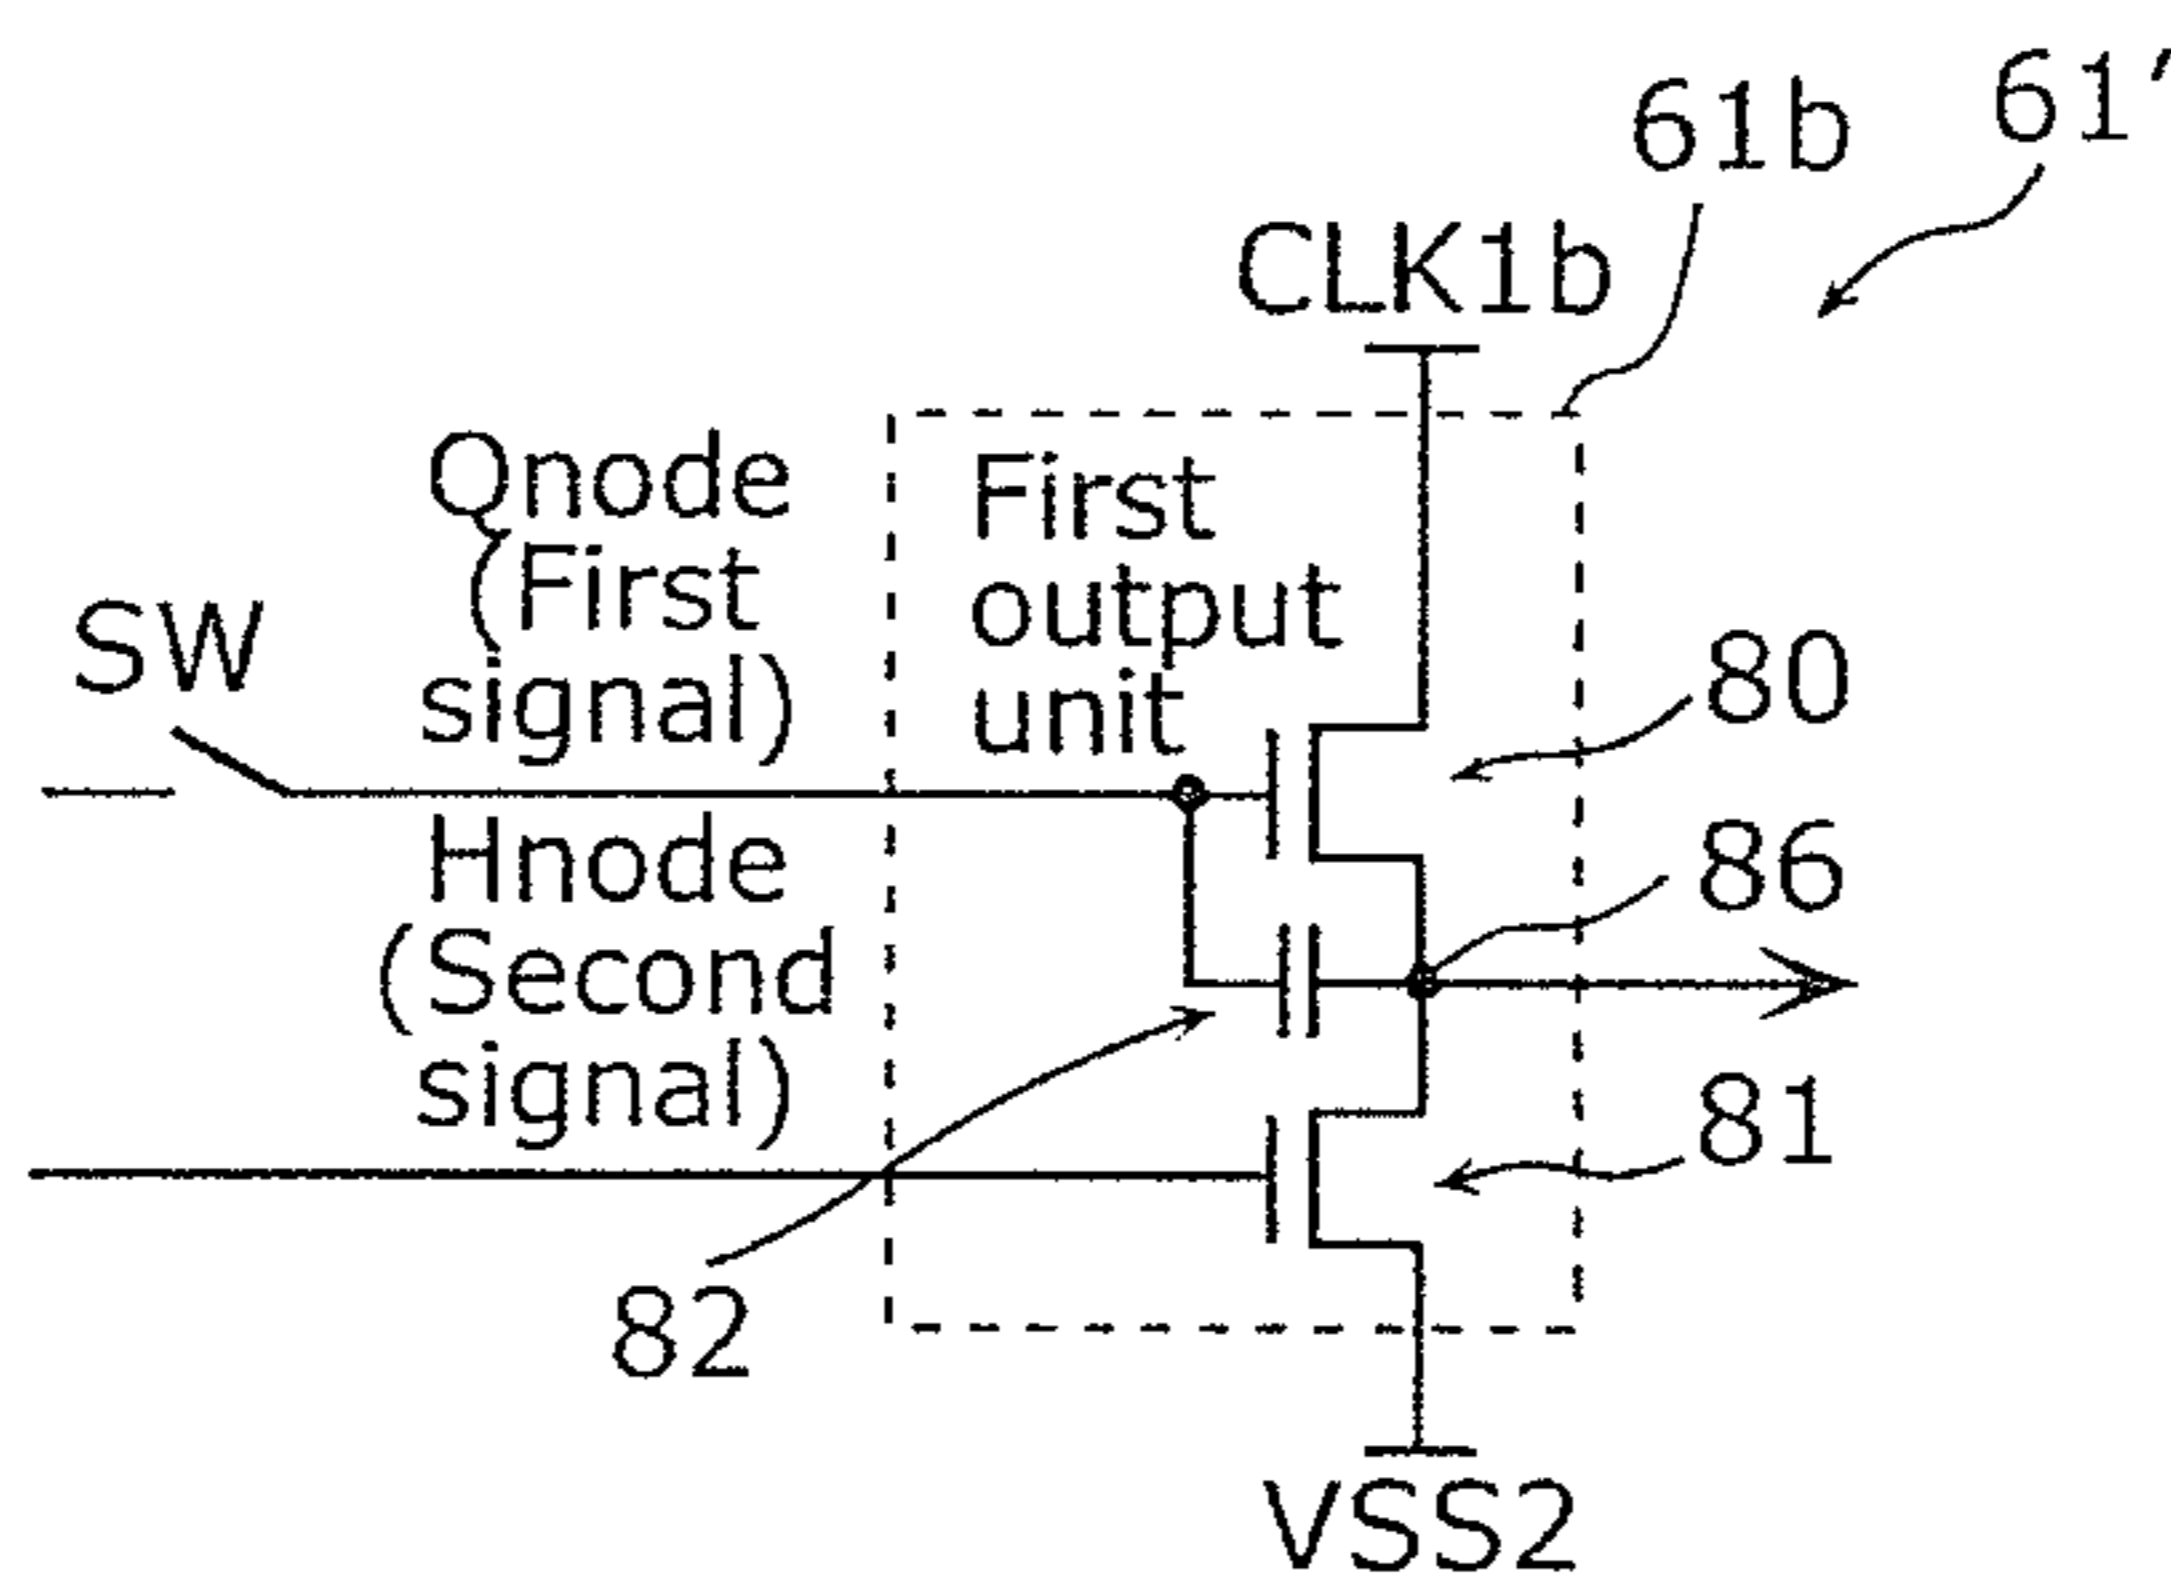 61'
61b
CLK1b
Qnode
(First
signal)
First
output
unit
SW
80
Hnode
(Second
signal)
86
81
82
VSS2